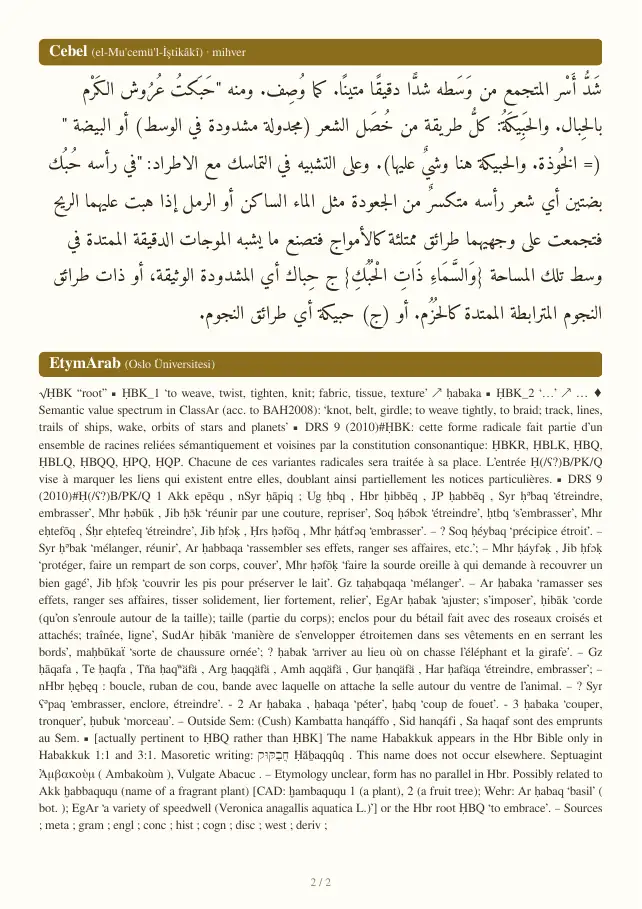 Cebel (el-Mu'cemü'l-İştikâkî) · mihver
شَدُّ أَسْر المتجمع من وَسَطه شدًّا دقيقًا متينًا. كما وُصِف. ومنه "حَبَكتُ عُرُوش الكَرْم
بالحِبال. والحَبِيكَةُ: كلُّ طريقة من خُصَل الشعر (مجدولة مشدودة في الوسط) أو البيضة "
(= الخُوذة. والحبيكة هنا وشيٌ عليها). وعلى التشبيه في التماسك مع الاطراد: "في رأسه حُبُك
بضتين أي شعر رأسه متكسرٌ من الجعودة مثل الماء الساكن أو الرمل إذا هبت عليهما الريح
فتجمعت على وجهيهما طرائق ممتلئة كالأمواج فتصنع ما يشبه الموجات الدقيقة الممتدة في
وسط تلك المساحة {وَالسَّمَاءِ ذَاتِ الْحُبُكِ} ج حِباك أي المشدودة الوثيقة، أو ذات طرائق
النجوم المترابطة الممتدة كالحُزُم. أو (ج) حبيكة أي طرائق النجوم.
EtymArab (Oslo Üniversitesi)
√ḤBK “root” ▪ ḤBK_1 ‘to weave, twist, tighten, knit; fabric, tissue, texture’ ↗ ḥabaka ▪ ḤBK_2 ‘…’ ↗ … ♦
Semantic value spectrum in ClassAr (acc. to BAH2008): ‘knot, belt, girdle; to weave tightly, to braid; track, lines,
trails of ships, wake, orbits of stars and planets’ ▪ DRS 9 (2010)#ḤBK: cette forme radicale fait partie d’un
ensemble de racines reliées sémantiquement et voisines par la constitution consonantique: ḤBKR, ḤBLK, ḤBQ,
ḤBLQ, ḤBQQ, ḤPQ, ḤQP. Chacune de ces variantes radicales sera traitée à sa place. L’entrée Ḥ(/ʕ?)B/PK/Q
vise à marquer les liens qui existent entre elles, doublant ainsi partiellement les notices particulières. ▪ DRS 9
(2010)#Ḥ(/ʕ?)B/PK/Q 1 Akk epēqu , nSyr ḥāpiq ; Ug ḥbq , Hbr ḥibbēq , JP ḥabbēq , Syr ḥᵊbaq ‘étreindre,
embrasser’, Mhr ḥəbūk , Jib ḥɔ̄k ‘réunir par une couture, repriser’, Soq ḥɔ́bɔk ‘étreindre’, ḥtbq ‘s’embrasser’, Mhr
eḥtefōq , Śḥr eḥtefeq ‘étreindre’, Jib ḥfɔḳ , Ḥrs ḥəfōq , Mhr ḥátfəq ‘embrasser’. – ? Soq ḥéybaq ‘précipice étroit’. –
Syr ḥᵊbak ‘mélanger, réunir’, Ar ḥabbaqa ‘rassembler ses effets, ranger ses affaires, etc.’; – Mhr ḥáyfəḳ , Jib ḥfɔḳ
‘protéger, faire un rempart de son corps, couver’, Mhr ḥəfōḳ ‘faire la sourde oreille à qui demande à recouvrer un
bien gagé’, Jib ḥfɔḳ ‘couvrir les pis pour préserver le lait’. Gz taḥabqaqa ‘mélanger’. – Ar ḥabaka ‘ramasser ses
effets, ranger ses affaires, tisser solidement, lier fortement, relier’, EgAr ḥabak ‘ajuster; s’imposer’, ḥibāk ‘corde
(qu’on s’enroule autour de la taille); taille (partie du corps); enclos pour du bétail fait avec des roseaux croisés et
attachés; traînée, ligne’, SudAr ḥibāk ‘manière de s’envelopper étroitement dans ses vêtements en en serrant les
bords’, maḥbūkaï ‘sorte de chaussure ornée’; ? ḥabak ‘arriver au lieu où on chasse l’éléphant et la girafe’. – Gz
ḥāqafa , Te ḥaqfa , Tña ḥaqʷäfä , Arg ḥaqqäfä , Amh aqqäfä , Gur ḥanqäfä , Har ḥafäqa ‘étreindre, embrasser’; –
nHbr ḥẹbẹq : boucle, ruban de cou, bande avec laquelle on attache la selle autour du ventre de l’animal. – ? Syr
ʕᵊpaq ‘embrasser, enclore, étreindre’. - 2 Ar ḥabaka , ḥabaqa ‘péter’, ḥabq ‘coup de fouet’. - 3 ḥabaka ‘couper,
tronquer’, ḥubuk ‘morceau’. – Outside Sem: (Cush) Kambatta hanqáffo , Sid hanqáfi , Sa haqaf sont des emprunts
au Sem. ▪ [actually pertinent to ḤBQ rather than ḤBK] The name Habakkuk appears in the Hbr Bible only in
Habakkuk 1:1 and 3:1. Masoretic writing: חֲבַקּוּק Ḥăḇaqqûq . This name does not occur elsewhere. Septuagint
Ἀμβακοὺμ ( Ambakoùm ), Vulgate Abacuc . – Etymology unclear, form has no parallel in Hbr. Possibly related to
Akk ḫabbaququ (name of a fragrant plant) [CAD: ḫambaququ 1 (a plant), 2 (a fruit tree); Wehr: Ar ḥabaq ‘basil’ (
bot. ); EgAr ‘a variety of speedwell (Veronica anagallis aquatica L.)’] or the Hbr root ḤBQ ‘to embrace’. – Sources
; meta ; gram ; engl ; conc ; hist ; cogn ; disc ; west ; deriv ;
2 / 2